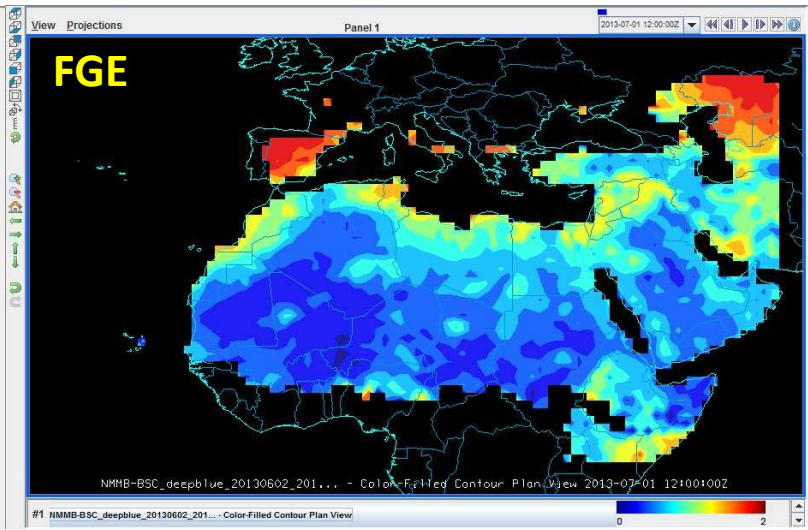 View Projections Panel 1 2013-07-01 12:00:00Z
FGE
NMMB-BSC_deepblue_20130602_201... - Color-Filled Contour Plan View 2013-07-01 12:00:00Z
#1 NMMB-BSC_deepblue_20130602_201... - Color-Filled Contour Plan View
0 2